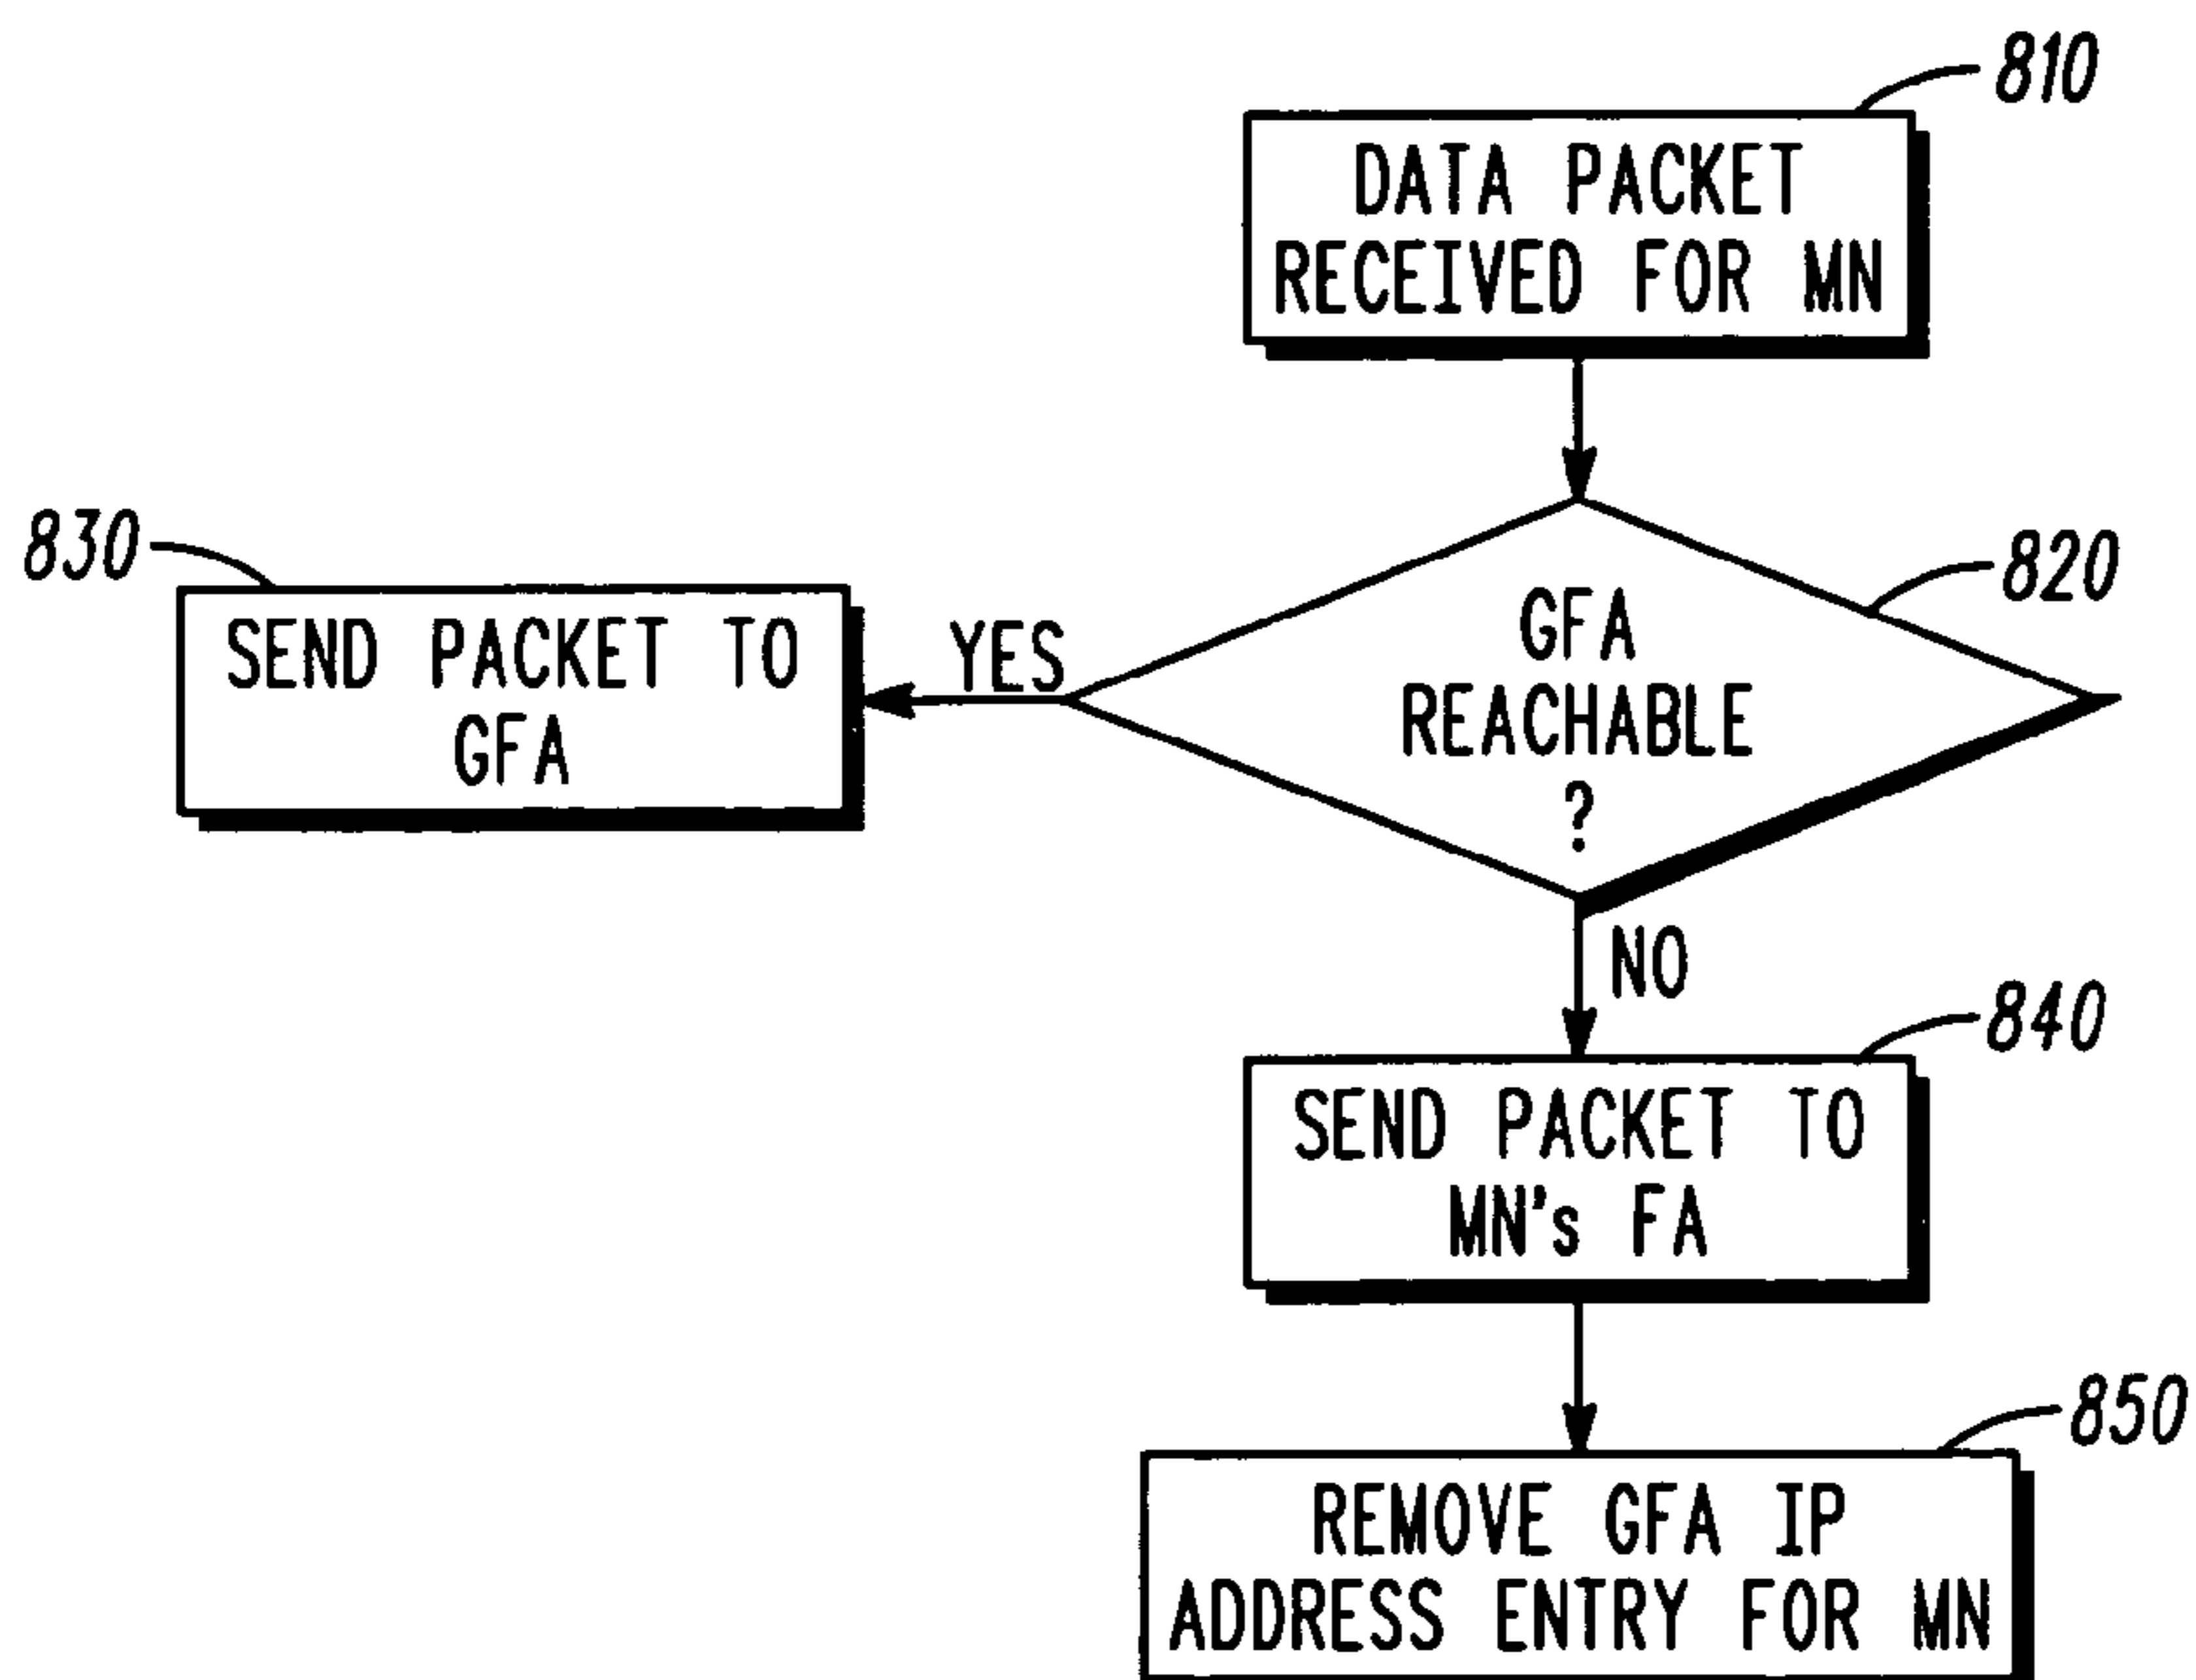 810
DATA PACKET
RECEIVED FOR MN
820
GFA
REACHABLE
?
YES
830
SEND PACKET TO
GFA
NO
840
SEND PACKET TO
MN's FA
850
REMOVE GFA IP
ADDRESS ENTRY FOR MN